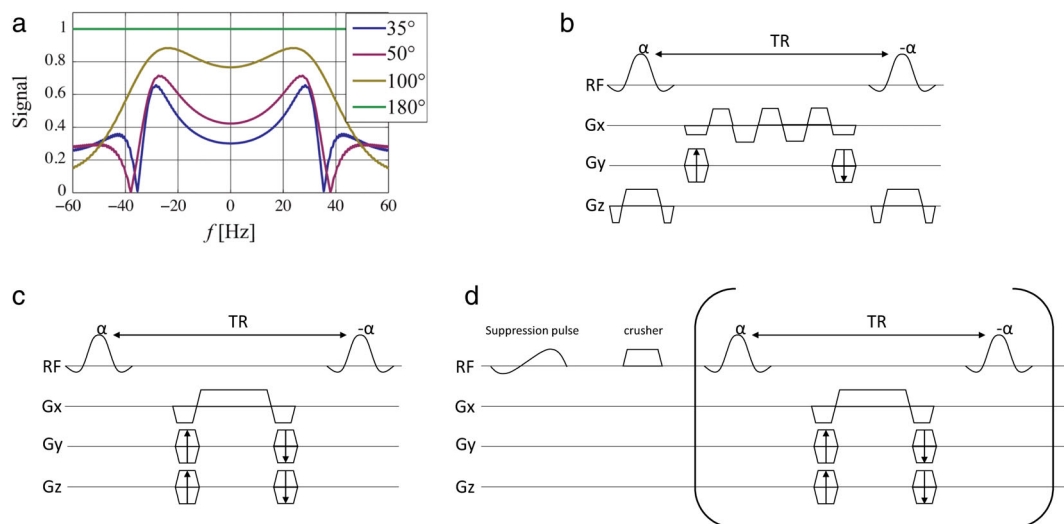 a
Signal
1
0.8
0.6
0.4
0.2
0
−60 −40 −20 0 20 40 60
f [Hz]
35°
50°
100°
180°
b
α TR -α
RF
Gx
Gy
Gz
c
α TR -α
RF
Gx
Gy
Gz
d
Suppression pulse crusher α TR -α
RF
Gx
Gy
Gz